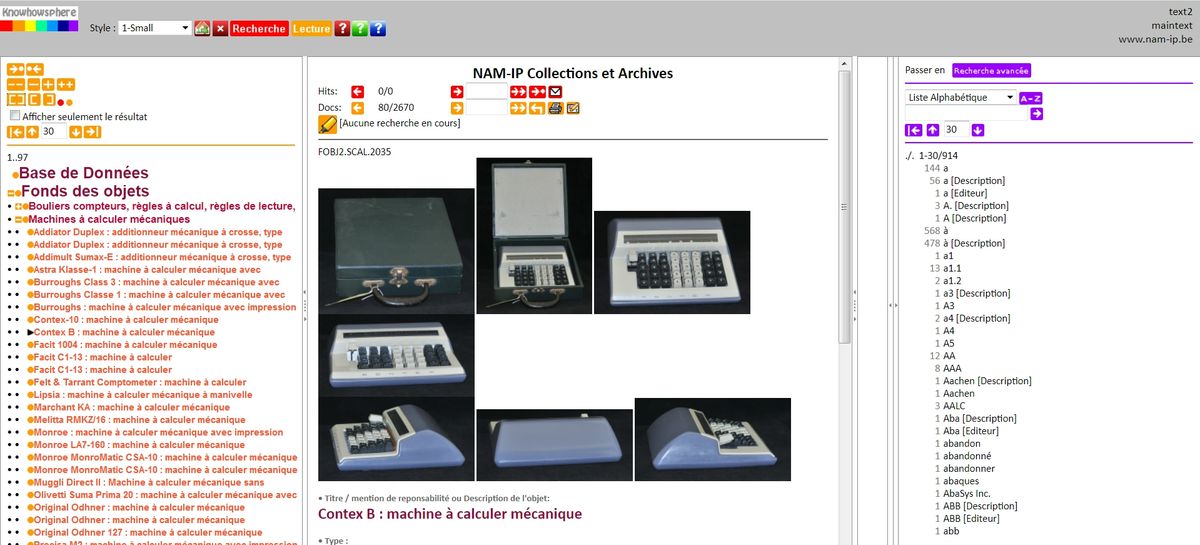 Knowhowsphere
Style : 1-Small
Recherche
Lecture
? ? ?
text2
maintext
www.nam-ip.be
Afficher seulement le résultat
30
1..97
Base de Données
Fonds des objets
Bouliers compteurs, règles à calcul, règles de lecture,
Machines à calculer mécaniques
Addiator Duplex : additionneur mécanique à crosse, type
Addiator Duplex : additionneur mécanique à crosse, type
Addimult Sumax-E : additionneur mécanique à crosse, type
Astra Klasse-1 : machine à calculer mécanique avec
Burroughs Class 3 : machine à calculer mécanique avec
Burroughs Classe 1 : machine à calculer mécanique avec
Burroughs : machine à calculer mécanique avec impression
Contex-10 : machine à calculer mécanique
Contex B : machine à calculer mécanique
Facit 1004 : machine à calculer mécanique
Facit C1-13 : machine à calculer
Facit C1-13 : machine à calculer
Felt & Tarrant Comptometer : machine à calculer
Lipsia : machine à calculer mécanique à manivelle
Marchant KA : machine à calculer mécanique
Melitta RMKZ/16 : machine à calculer mécanique
Monroe : machine à calculer mécanique avec impression
Monroe LA7-160 : machine à calculer mécanique
Monroe MonroMatic CSA-10 : machine à calculer mécanique
Monroe MonroMatic CSA-10 : machine à calculer mécanique
Muggli Direct II : Machine à calculer mécanique sans
Olivetti Suma Prima 20 : machine à calculer mécanique avec
Original Odhner : machine à calculer mécanique
Original Odhner : machine à calculer mécanique
Original Odhner 127 : machine à calculer mécanique
Precisa M2 : machine à calculer mécanique avec impression
NAM-IP Collections et Archives
Hits: 0/0
Docs: 80/2670
[Aucune recherche en cours]
FOBJ2.SCAL.2035
• Titre / mention de reponsabilité ou Description de l'objet:
Contex B : machine à calculer mécanique
• Type :
Passer en Recherche avancée
Liste Alphabétique A-Z
30
./. 1-30/914
144 a
56 a [Description]
1 a [Editeur]
3 A. [Description]
1 A [Description]
568 à
478 à [Description]
1 a1
13 a1.1
2 a1.2
1 a3 [Description]
1 A3
2 a4 [Description]
1 A4
1 A5
12 AA
8 AAA
1 Aachen [Description]
1 Aachen
3 AALC
1 Aba [Description]
1 Aba [Editeur]
1 abandon
1 abandonné
1 abandonner
1 abaques
1 AbaSys Inc.
1 ABB [Description]
1 ABB [Editeur]
1 abb